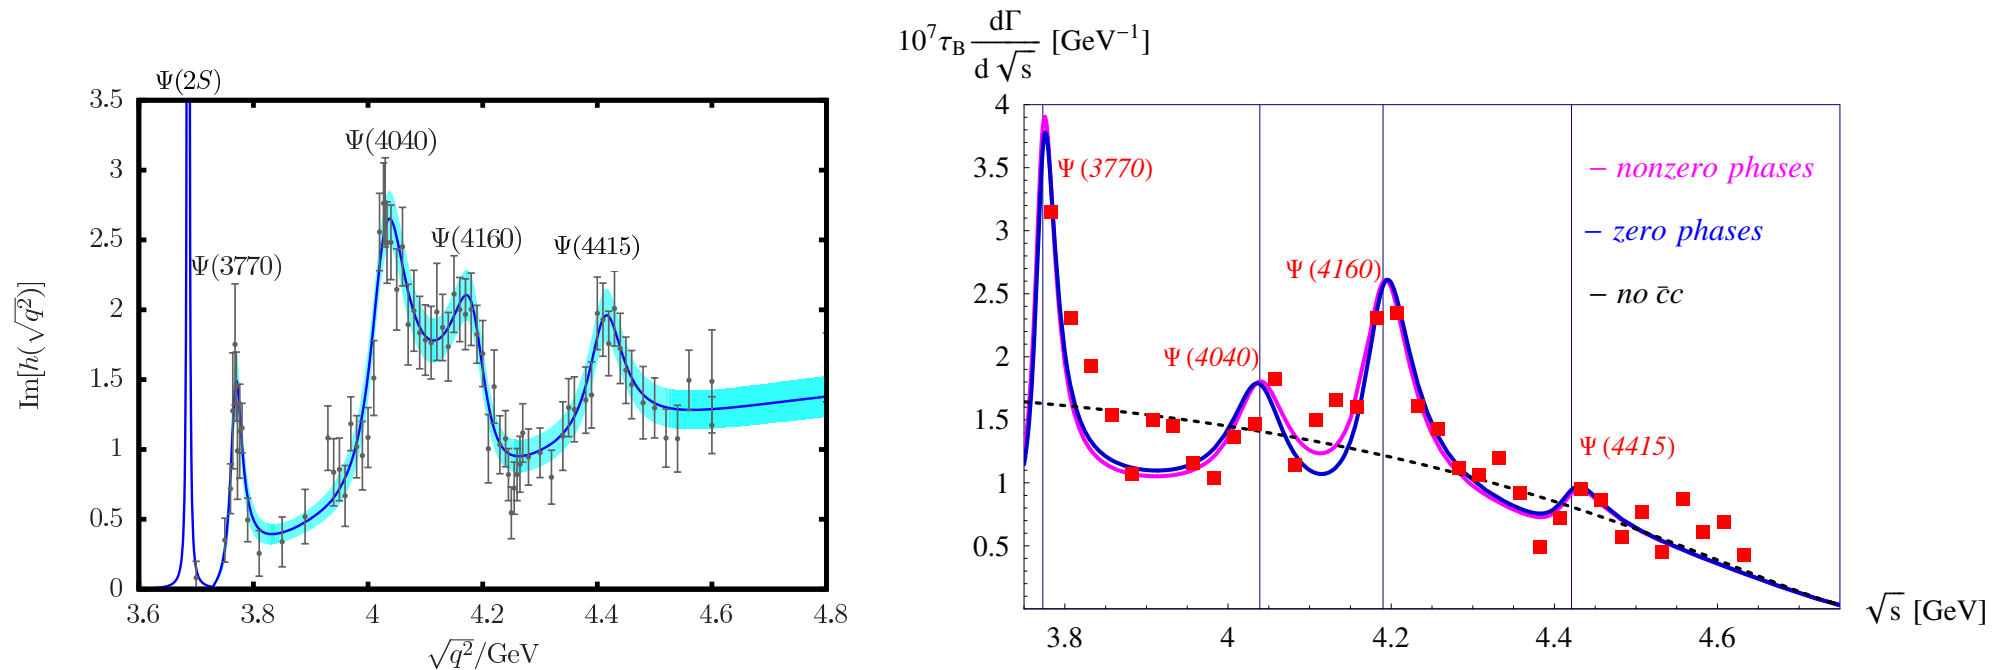 Ψ(2S)
3.5
3
2.5
2
1.5
1
0.5
0
Im[h(√q²)]
Ψ(3770)
Ψ(4040)
Ψ(4160)
Ψ(4415)
3.6 3.8 4 4.2 4.4 4.6 4.8
√q²/GeV
10⁷τ_B dΓ/d√s [GeV⁻¹]
4
3.5
3
2.5
2
1.5
1
0.5
Ψ (3770)
Ψ (4040)
Ψ (4160)
Ψ (4415)
– nonzero phases
– zero phases
– no c̄c
3.8 4 4.2 4.4 4.6
√s [GeV]